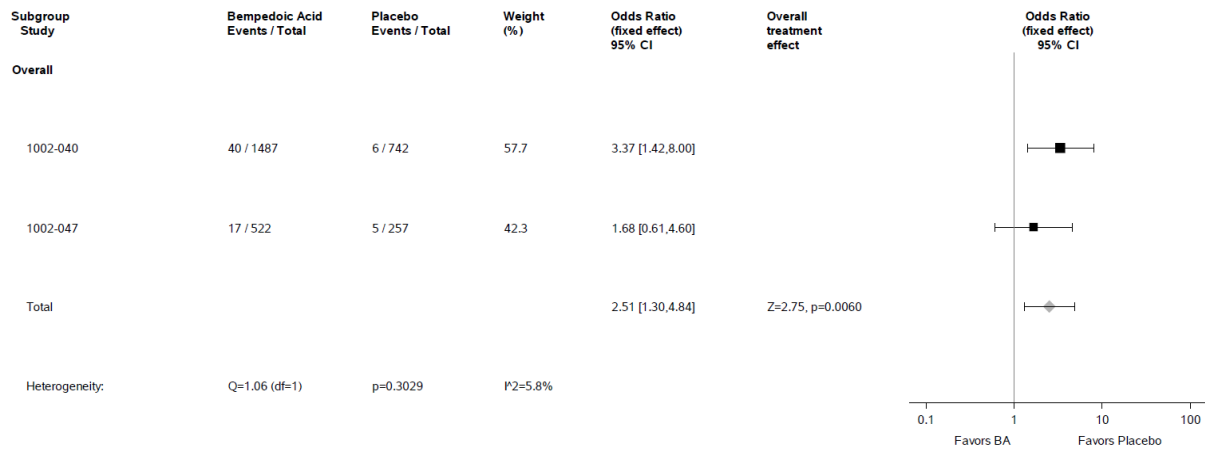 Subgroup Bempedoic Acid Placebo Weight Odds Ratio Overall Odds Ratio
Study Events / Total Events / Total (%) (fixed effect) treatment (fixed effect)
95% CI effect 95% CI
Overall
1002-040 40 / 1487 6 / 742 57.7 3.37 [1.42,8.00]
1002-047 17 / 522 5 / 257 42.3 1.68 [0.61,4.60]
Total 2.51 [1.30,4.84] Z=2.75, p=0.0060
Heterogeneity: Q=1.06 (df=1) p=0.3029 I^2=5.8%
0.1 1 10 100
Favors BA Favors Placebo